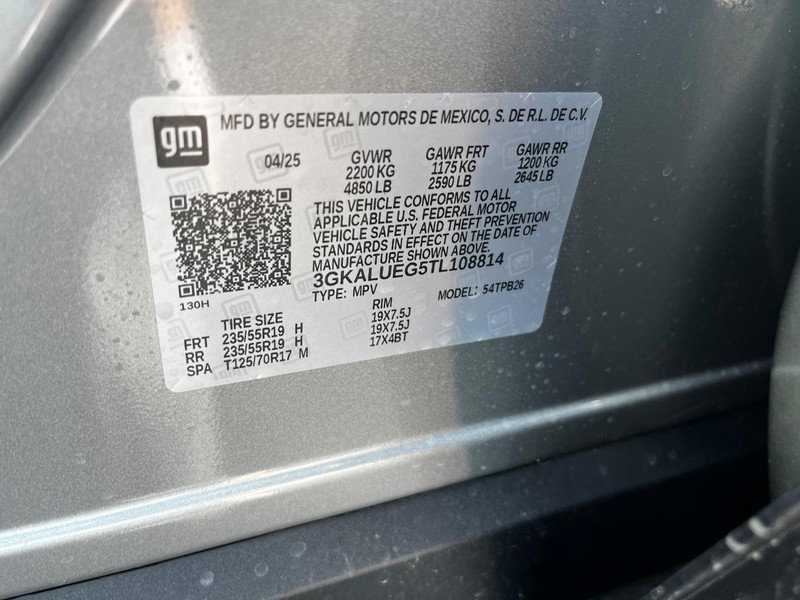 gm MFD BY GENERAL MOTORS DE MEXICO, S. DE R.L. DE C.V.
04/25 GVWR GAWR FRT GAWR RR
2200 KG 1175 KG 1200 KG
4850 LB 2590 LB 2645 LB
THIS VEHICLE CONFORMS TO ALL
APPLICABLE U.S. FEDERAL MOTOR
VEHICLE SAFETY AND THEFT PREVENTION
STANDARDS IN EFFECT ON THE DATE OF
MANUFACTURE SHOWN ABOVE.
3GKALUEG5TL108814
130H TYPE: MPV MODEL: 54TPB26
TIRE SIZE RIM
FRT 235/55R19 H 19X7.5J
RR 235/55R19 H 19X7.5J
SPA T125/70R17 M 17X4BT